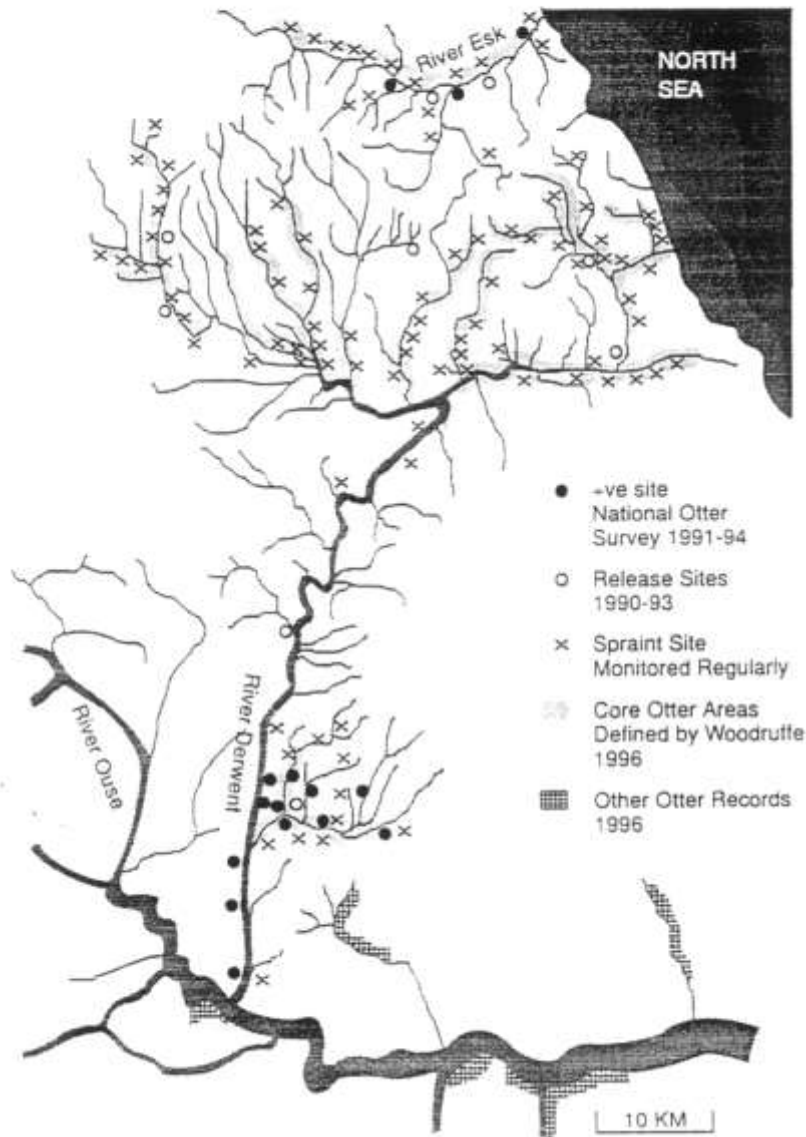 River Esk
NORTH
SEA
+ve site
National Otter
Survey 1991-94
Release Sites
1990-93
Spraint Site
Monitored Regularly
Core Otter Areas
Defined by Woodruffe
1996
Other Otter Records
1996
River Ouse
River Derwent
10 KM